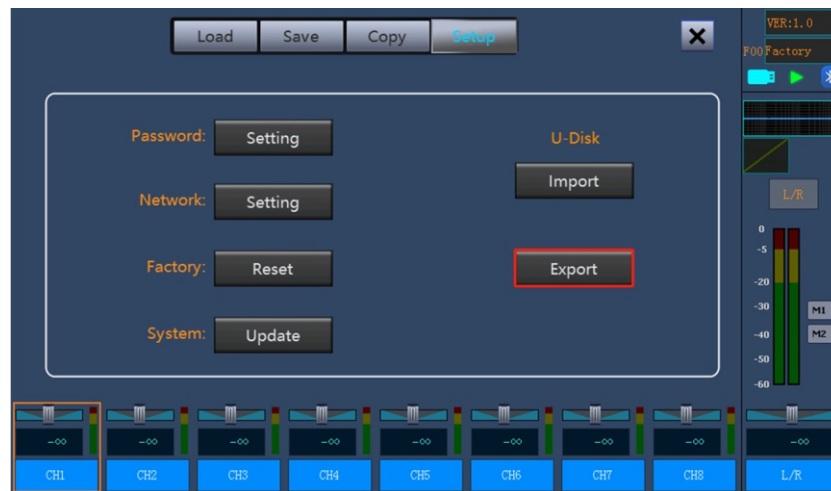 Load Save Copy Setup
VER:1.0
F00 Factory
Password: Setting
U-Disk
Import
Network: Setting
L/R
Factory: Reset
Export
System: Update
0
-5
-20
-30
M1
-40
M2
-50
-60
-∞ -∞ -∞ -∞ -∞ -∞ -∞ -∞ -∞
CH1 CH2 CH3 CH4 CH5 CH6 CH7 CH8 L/R